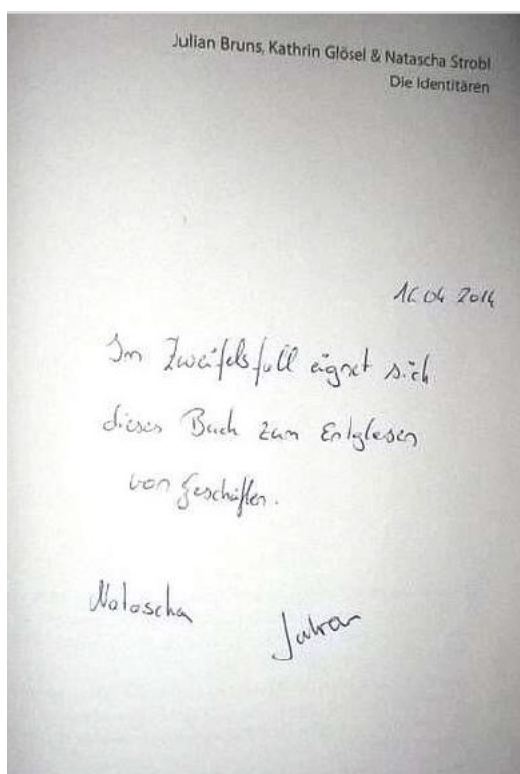 Julian Bruns, Kathrin Glösel & Natascha Strobl
Die Identitären
16 04 2014
Im Zweifelsfall eignet sich
dieses Buch zum Entglasen
von Geschäften.
Natascha
Julian